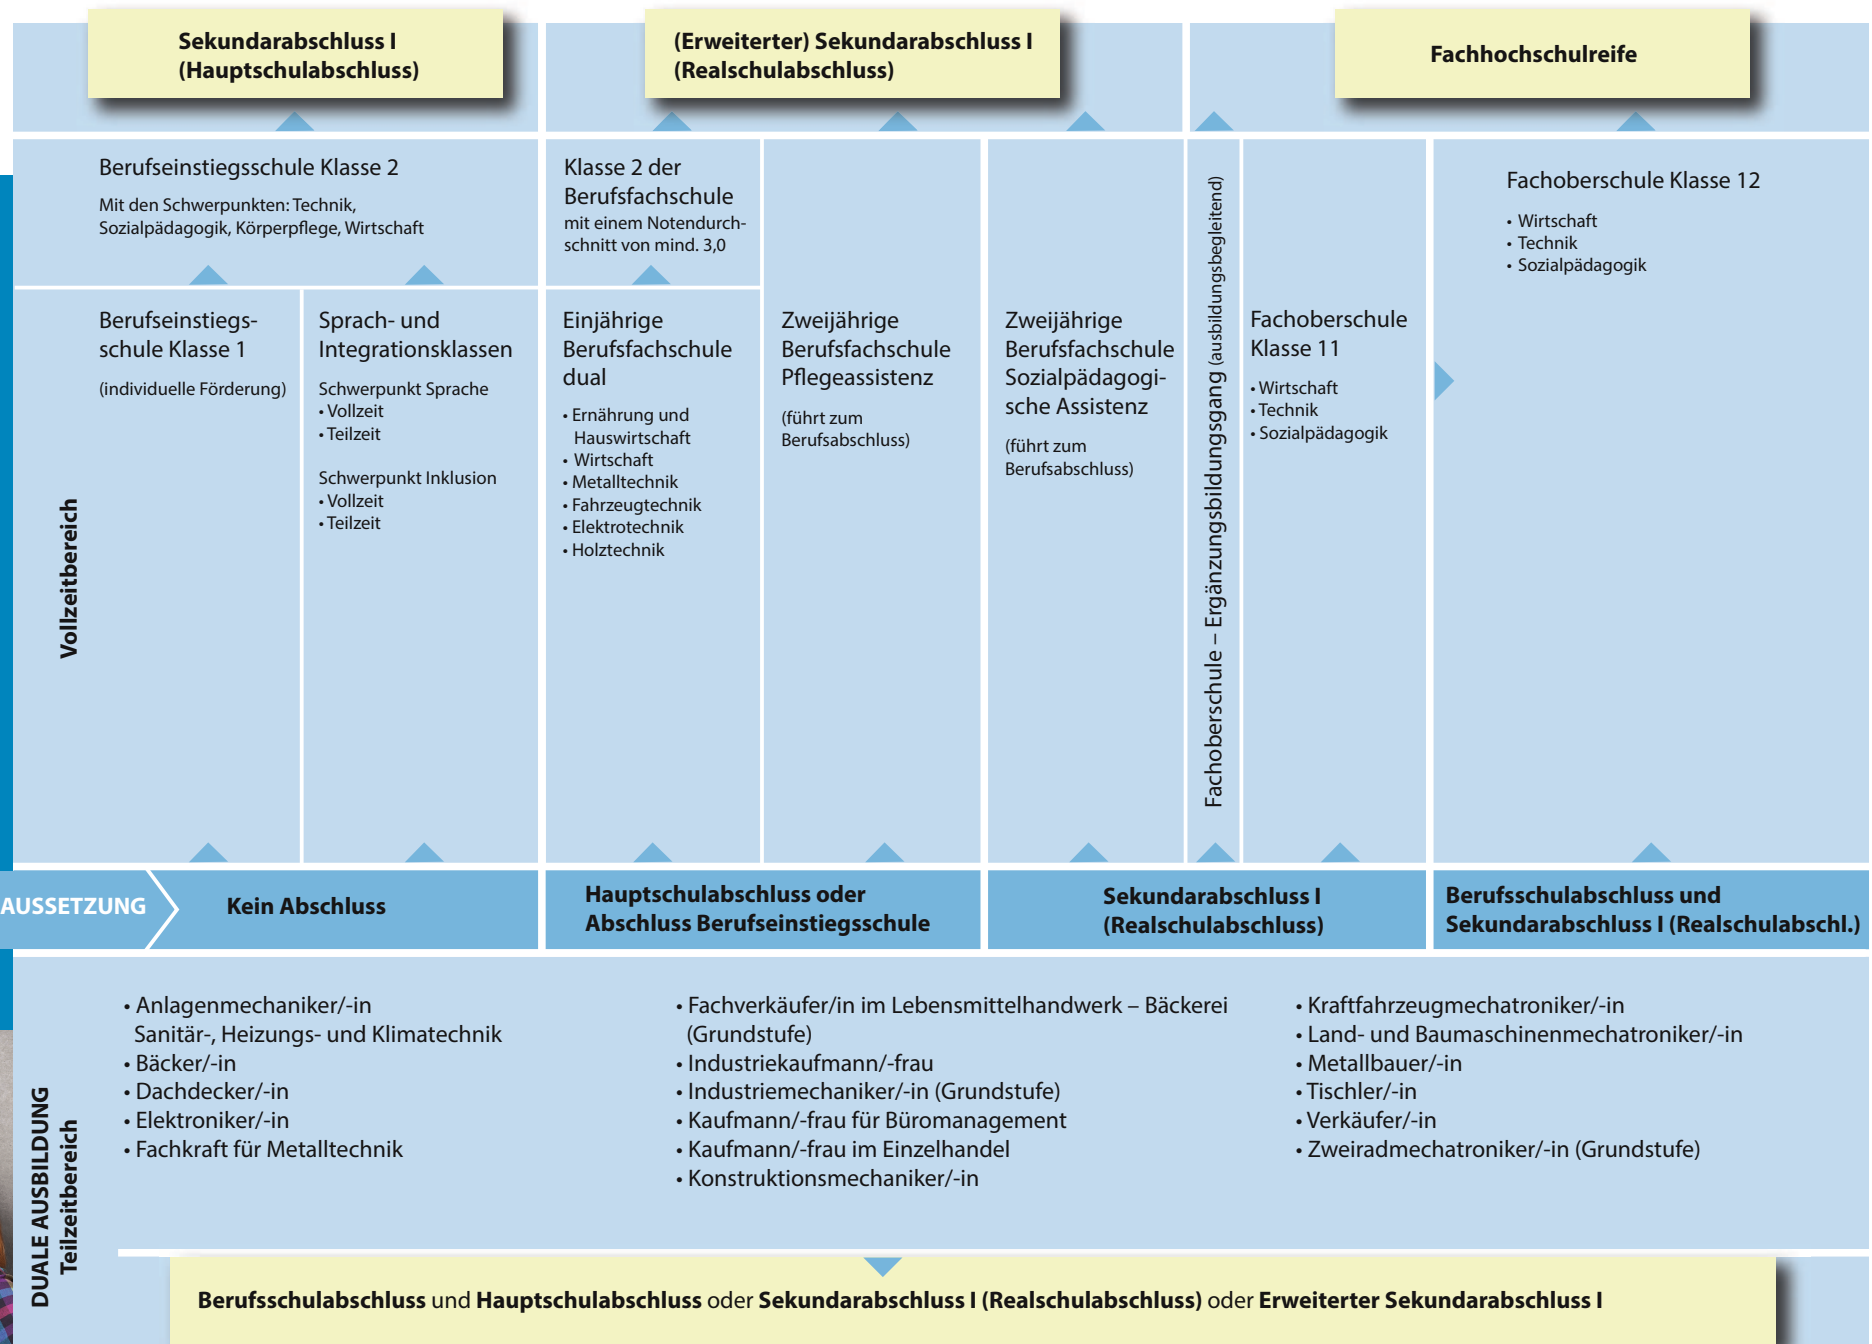 Sekundarabschluss I
(Hauptschulabschluss)
(Erweiterter) Sekundarabschluss I
(Realschulabschluss)
Fachhochschulreife
Berufseinstiegsschule Klasse 2
Mit den Schwerpunkten: Technik,
Sozialpädagogik, Körperpflege, Wirtschaft
Klasse 2 der
Berufsfachschule
mit einem Notendurch-
schnitt von mind. 3,0
Fachoberschule Klasse 12
• Wirtschaft
• Technik
• Sozialpädagogik
Vollzeitbereich
Berufseinstiegs-
schule Klasse 1
(individuelle Förderung)
Sprach- und
Integrationsklassen
Schwerpunkt Sprache
• Vollzeit
• Teilzeit
Schwerpunkt Inklusion
• Vollzeit
• Teilzeit
Einjährige
Berufsfachschule
dual
• Ernährung und
Hauswirtschaft
• Wirtschaft
• Metalltechnik
• Fahrzeugtechnik
• Elektrotechnik
• Holztechnik
Zweijährige
Berufsfachschule
Pflegeassistenz
(führt zum
Berufsabschluss)
Zweijährige
Berufsfachschule
Sozialpädagogi-
sche Assistenz
(führt zum
Berufsabschluss)
Fachoberschule – Ergänzungsbildungsgang (ausbildungsbegleitend)
Fachoberschule
Klasse 11
• Wirtschaft
• Technik
• Sozialpädagogik
AUSSETZUNG
Kein Abschluss
Hauptschulabschluss oder
Abschluss Berufseinstiegsschule
Sekundarabschluss I
(Realschulabschluss)
Berufsschulabschluss und
Sekundarabschluss I (Realschulabschl.)
DUALE AUSBILDUNG
Teilzeitbereich
• Anlagenmechaniker/-in
Sanitär-, Heizungs- und Klimatechnik
• Bäcker/-in
• Dachdecker/-in
• Elektroniker/-in
• Fachkraft für Metalltechnik
• Fachverkäufer/in im Lebensmittelhandwerk – Bäckerei
(Grundstufe)
• Industriekaufmann/-frau
• Industriemechaniker/-in (Grundstufe)
• Kaufmann/-frau für Büromanagement
• Kaufmann/-frau im Einzelhandel
• Konstruktionsmechaniker/-in
• Kraftfahrzeugmechatroniker/-in
• Land- und Baumaschinenmechatroniker/-in
• Metallbauer/-in
• Tischler/-in
• Verkäufer/-in
• Zweiradmechatroniker/-in (Grundstufe)
Berufsschulabschluss und Hauptschulabschluss oder Sekundarabschluss I (Realschulabschluss) oder Erweiterter Sekundarabschluss I